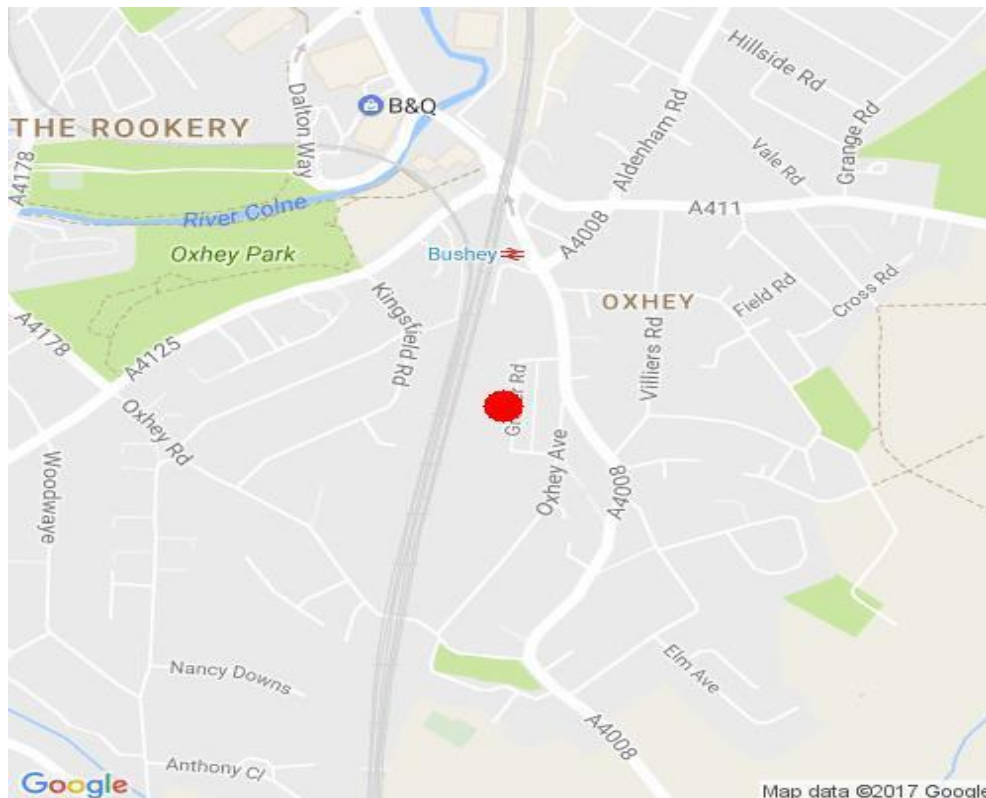 Hillside Rd
B&Q
Dalton Way
Aldenham Rd
Grange Rd
THE ROOKERY
Vale Rd
A4178
River Colne
A411
A4008
Oxhey Park
Bushey
Field Rd
Cross Rd
OXHEY
Kingsfield Rd
A4178
A4125
Villiers Rd
Rd
Oxhey Rd
Oxhey Ave
Woodwaye
A4008
Nancy Downs
Elm Ave
A4008
Anthony Cl
Google
Map data ©2017 Google